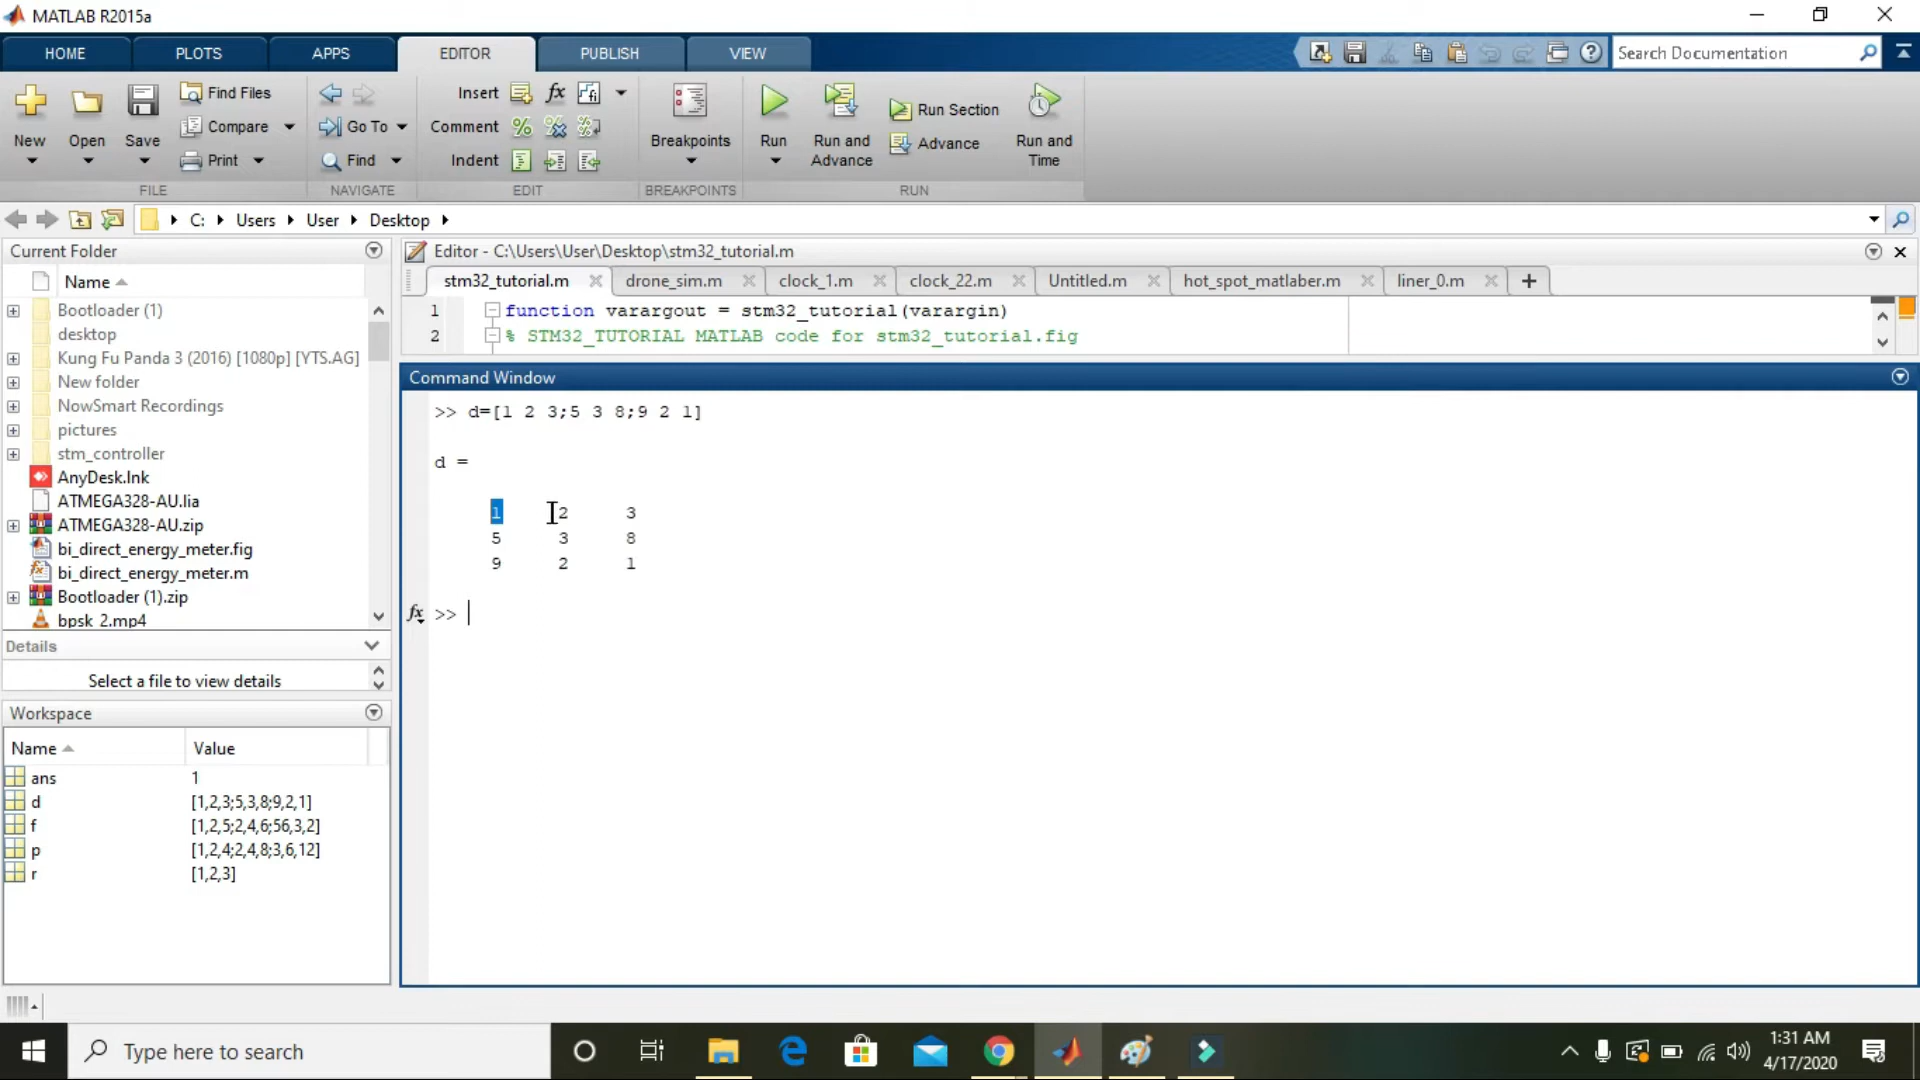 MATLAB R2015a
HOME PLOTS APPS EDITOR PUBLISH VIEW
Search Documentation
New Open Save Find Files Compare Print
FILE
Go To Find
NAVIGATE
Insert fx
Comment
Indent
EDIT
Breakpoints
BREAKPOINTS
Run Run and Advance Run Section Advance Run and Time
RUN
C: Users User Desktop
Current Folder
Name
Bootloader (1)
desktop
Kung Fu Panda 3 (2016) [1080p] [YTS.AG]
New folder
NowSmart Recordings
pictures
stm_controller
AnyDesk.lnk
ATMEGA328-AU.lia
ATMEGA328-AU.zip
bi_direct_energy_meter.fig
bi_direct_energy_meter.m
Bootloader (1).zip
bpsk_2.mp4
Details
Select a file to view details
Workspace
Name Value
ans 1
d [1,2,3;5,3,8;9,2,1]
f [1,2,5;2,4,6;56,3,2]
p [1,2,4;2,4,8;3,6,12]
r [1,2,3]
Editor - C:\Users\User\Desktop\stm32_tutorial.m
stm32_tutorial.m drone_sim.m clock_1.m clock_22.m Untitled.m hot_spot_matlaber.m liner_0.m
1 function varargout = stm32_tutorial(varargin)
2 % STM32_TUTORIAL MATLAB code for stm32_tutorial.fig
Command Window
>> d=[1 2 3;5 3 8;9 2 1]
d =
1 2 3
5 3 8
9 2 1
fx >>
Type here to search
1:31 AM
4/17/2020